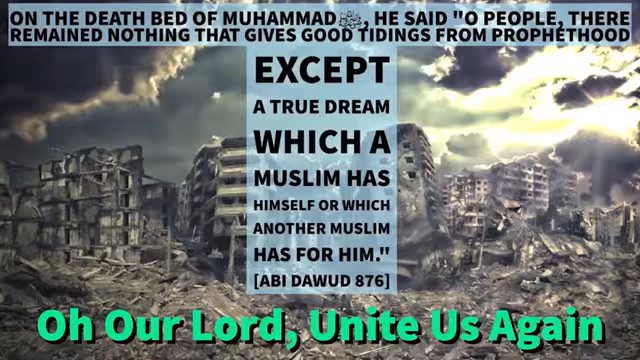 ON THE DEATH BED OF MUHAMMADﷺ, HE SAID "O PEOPLE, THERE
REMAINED NOTHING THAT GIVES GOOD TIDINGS FROM PROPHETHOOD
EXCEPT
A TRUE DREAM
WHICH A
MUSLIM HAS
HIMSELF OR WHICH
ANOTHER MUSLIM
HAS FOR HIM."
[ABI DAWUD 876]
Oh Our Lord, Unite Us Again